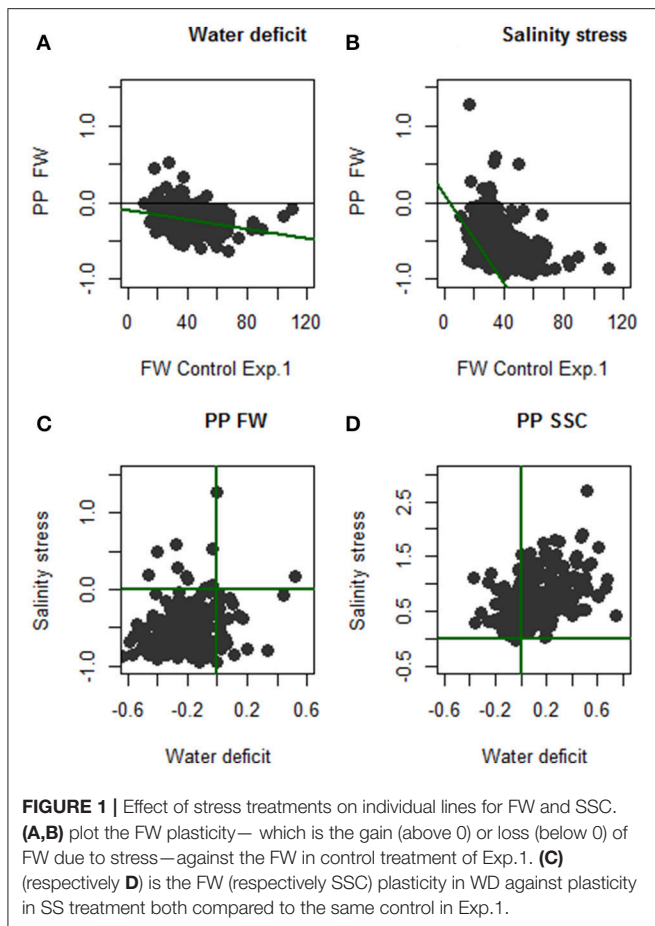 A Water deficit
B Salinity stress
PP FW
1.0
0.0
-1.0
0 40 80 120
FW Control Exp.1
PP FW
1.0
0.0
-1.0
0 40 80 120
FW Control Exp.1
C PP FW
D PP SSC
Salinity stress
1.0
0.0
-1.0
-0.6 -0.2 0.2 0.6
Water deficit
Salinity stress
2.5
1.5
0.5
-0.5
-0.6 -0.2 0.2 0.6
Water deficit
FIGURE 1 | Effect of stress treatments on individual lines for FW and SSC.
(A,B) plot the FW plasticity— which is the gain (above 0) or loss (below 0) of
FW due to stress—against the FW in control treatment of Exp.1. (C)
(respectively D) is the FW (respectively SSC) plasticity in WD against plasticity
in SS treatment both compared to the same control in Exp.1.